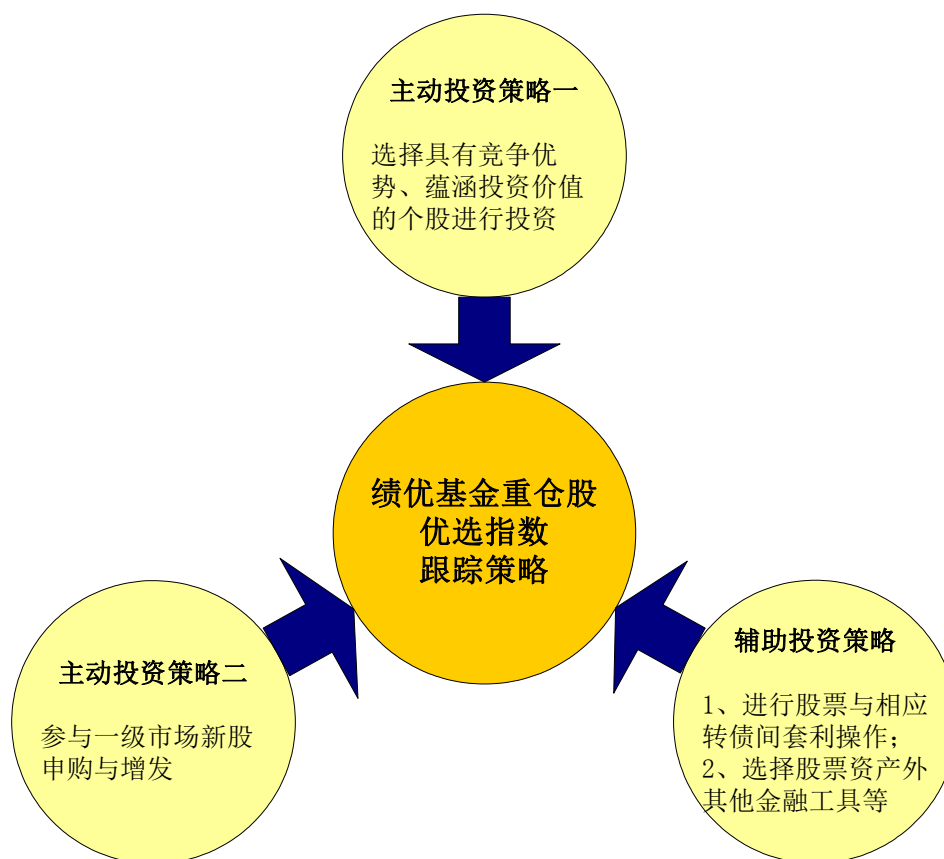 主动投资策略一
选择具有竞争优
势、蕴涵投资价值
的个股进行投资
绩优基金重仓股
优选指数
跟踪策略
主动投资策略二
参与一级市场新股
申购与增发
辅助投资策略
1、进行股票与相应
转债间套利操作；
2、选择股票资产外
其他金融工具等